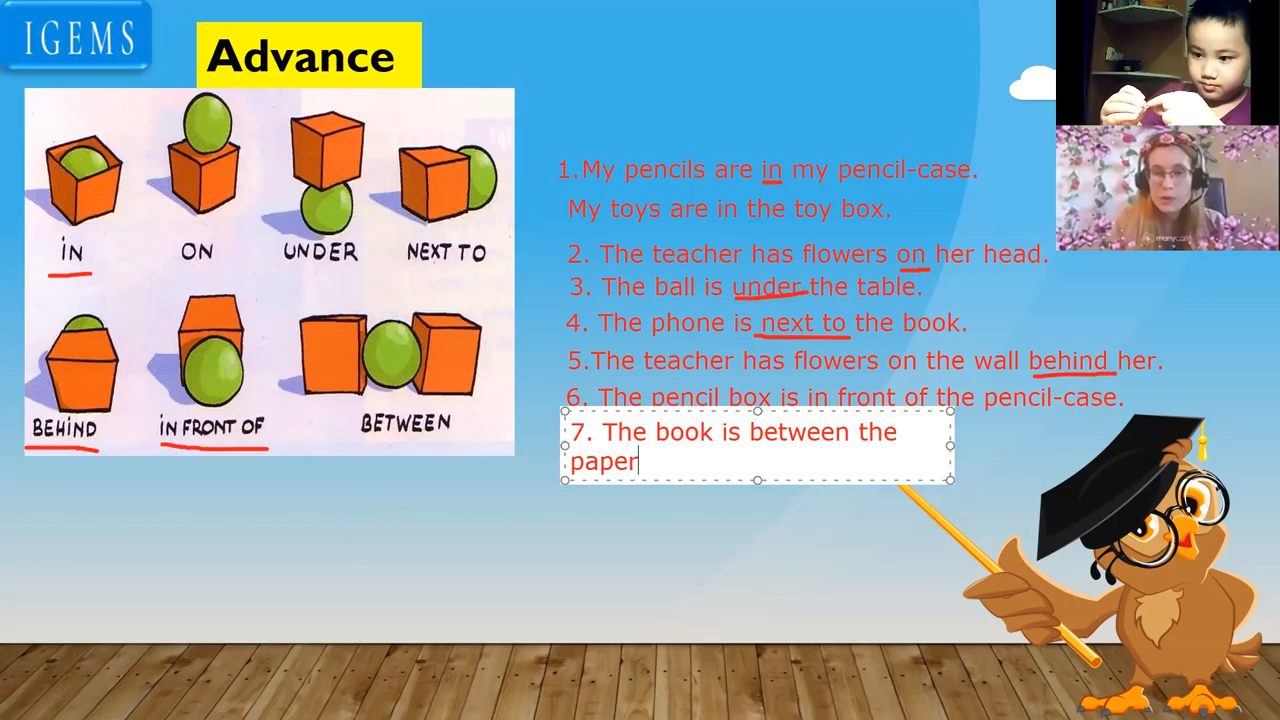 IGEMS
Advance
IN
ON
UNDER
NEXT TO
BEHIND
IN FRONT OF
BETWEEN
1.My pencils are in my pencil-case.
My toys are in the toy box.
2. The teacher has flowers on her head.
3. The ball is under the table.
4. The phone is next to the book.
5.The teacher has flowers on the wall behind her.
6. The pencil box is in front of the pencil-case.
7. The book is between the
paper